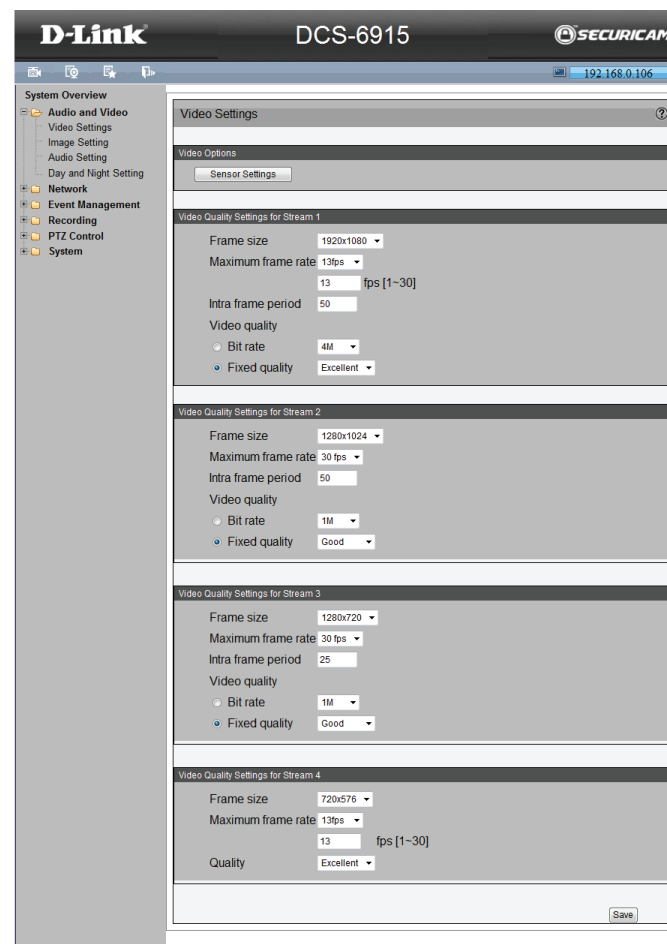 D-Link
DCS-6915
SECURICAM
192.168.0.106
System Overview
Audio and Video
Video Settings
Image Setting
Audio Setting
Day and Night Setting
Network
Event Management
Recording
PTZ Control
System
Video Settings
Video Options
Sensor Settings
Video Quality Settings for Stream 1
Frame size 1920x1080
Maximum frame rate 13fps
13 fps [1~30]
Intra frame period 50
Video quality
Bit rate 4M
Fixed quality Excellent
Video Quality Settings for Stream 2
Frame size 1280x1024
Maximum frame rate 30 fps
Intra frame period 50
Video quality
Bit rate 1M
Fixed quality Good
Video Quality Settings for Stream 3
Frame size 1280x720
Maximum frame rate 30 fps
Intra frame period 25
Video quality
Bit rate 1M
Fixed quality Good
Video Quality Settings for Stream 4
Frame size 720x576
Maximum frame rate 13fps
13 fps [1~30]
Quality Excellent
Save